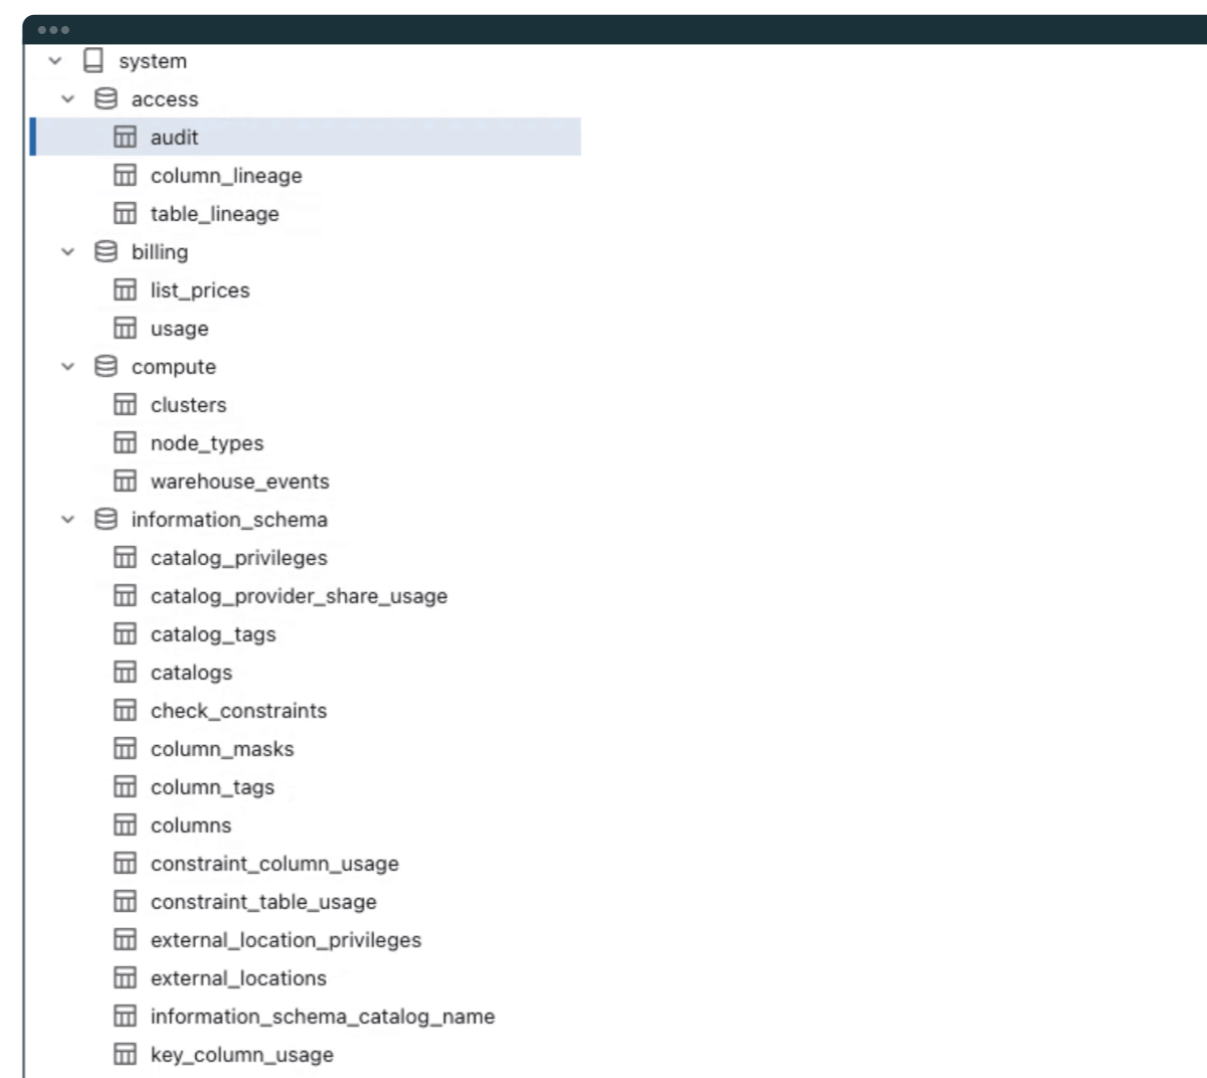 system
access
audit
column_lineage
table_lineage
billing
list_prices
usage
compute
clusters
node_types
warehouse_events
information_schema
catalog_privileges
catalog_provider_share_usage
catalog_tags
catalogs
check_constraints
column_masks
column_tags
columns
constraint_column_usage
constraint_table_usage
external_location_privileges
external_locations
information_schema_catalog_name
key_column_usage